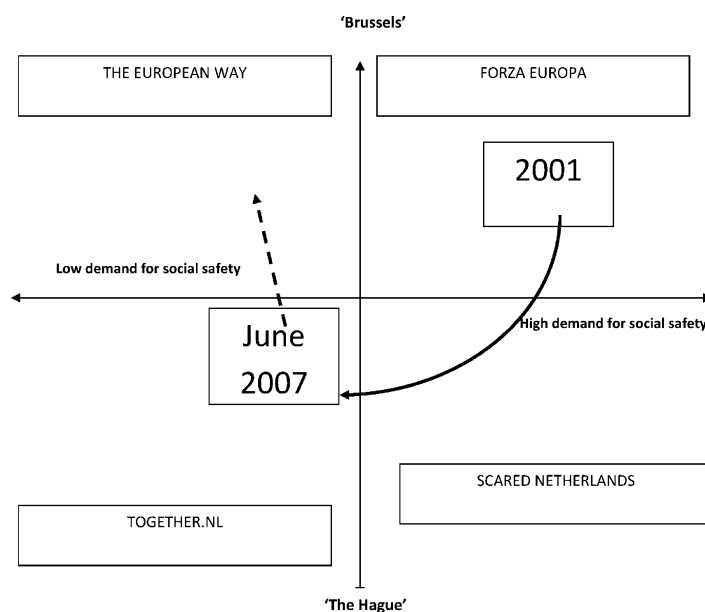 ‘Brussels’
THE EUROPEAN WAY
FORZA EUROPA
2001
Low demand for social safety
High demand for social safety
June
2007
SCARED NETHERLANDS
TOGETHER.NL
‘The Hague’